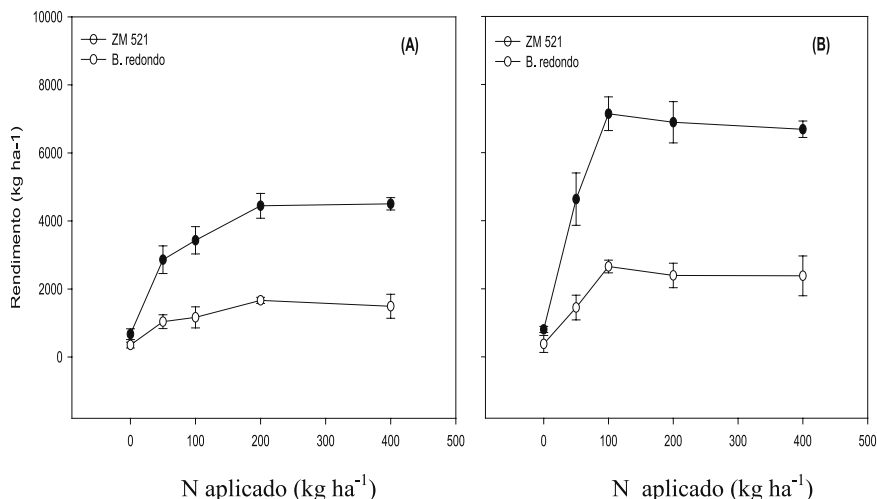 10000
8000
6000
4000
2000
0
Rendimento (kg ha-1)
ZM 521
B. redondo
(A)
0 100 200 300 400 500
N aplicado (kg ha⁻¹)
ZM 521
B. redondo
(B)
0 100 200 300 400 500
N aplicado (kg ha⁻¹)